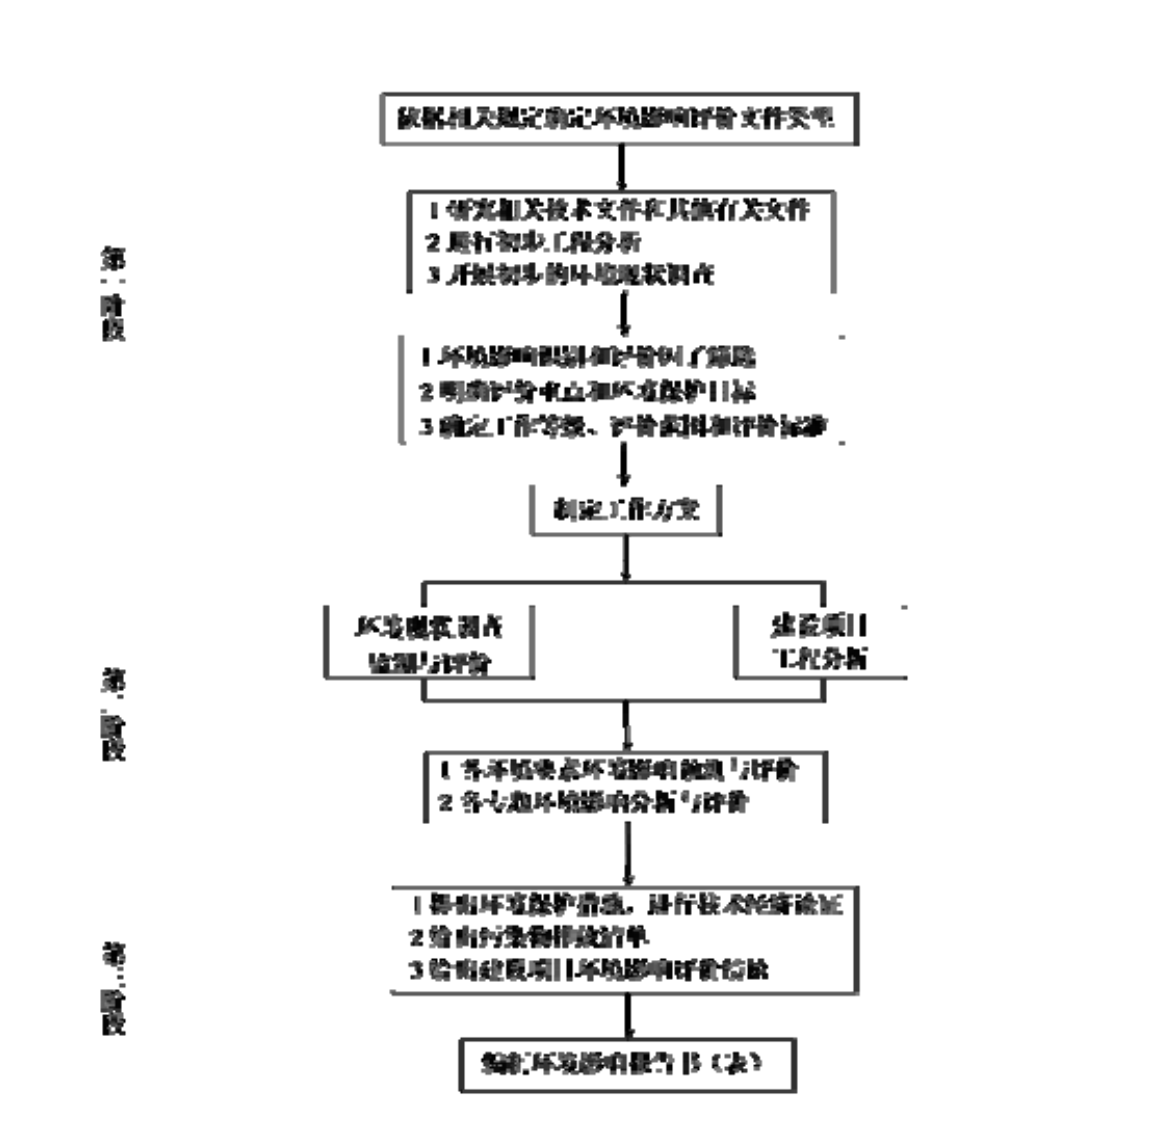 依据相关规定确定环境影响评价文件类型
1 研究相关技术文件和其他有关文件
2 进行初步工程分析
3 开展初步的环境现状调查
第一阶段
1 环境影响识别和评价因子筛选
2 明确评价重点和环境保护目标
3 确定工作等级、评价范围和评价标准
制定工作方案
环境现状调查
监测与评价
建设项目
工程分析
第二阶段
1 各环境要素环境影响预测与评价
2 各专题环境影响分析与评价
1 提出环境保护措施，进行技术经济论证
2 给出污染物排放清单
3 给出建设项目环境影响评价结论
第三阶段
编制环境影响报告书（表）